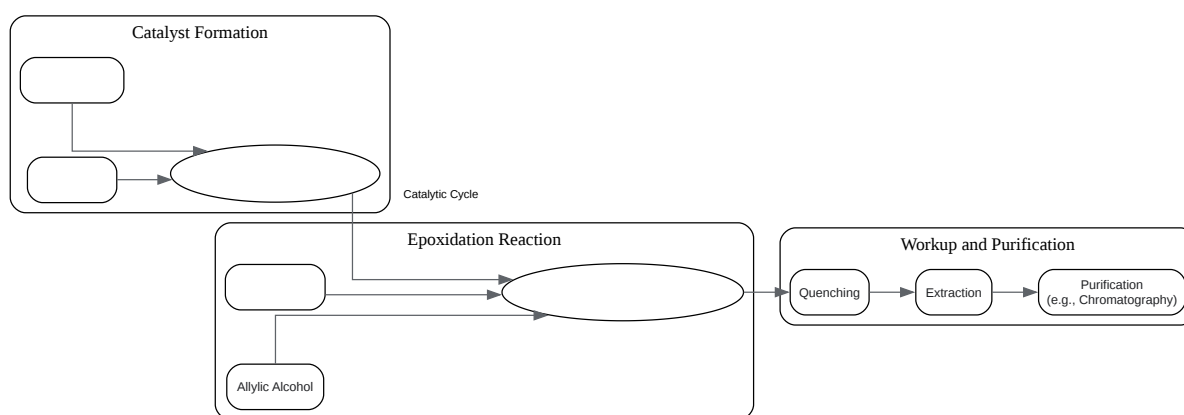 Catalyst Formation
Catalytic Cycle
Epoxidation Reaction
Allylic Alcohol
Workup and Purification
Quenching
Extraction
Purification
(e.g., Chromatography)